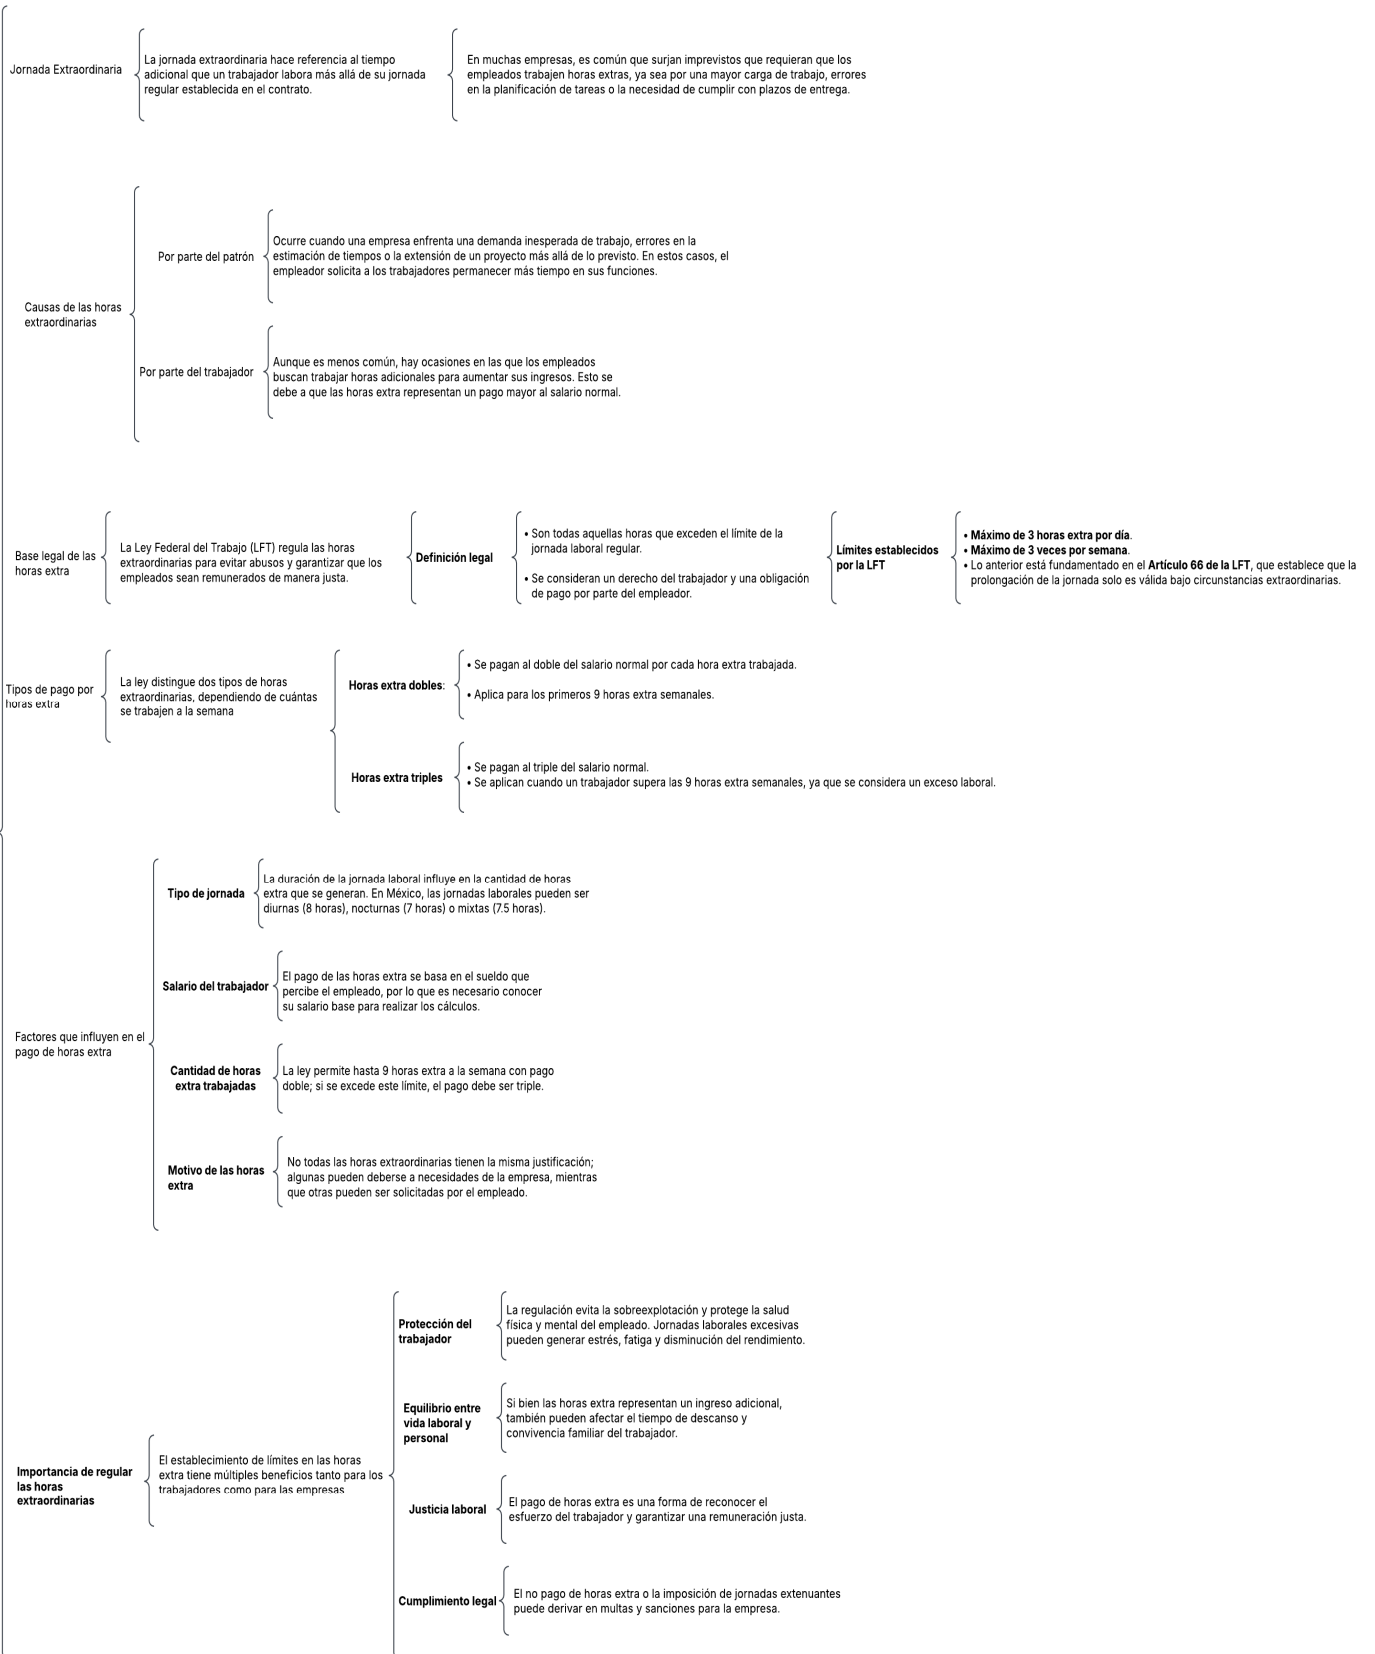 Jornada Extraordinaria
La jornada extraordinaria hace referencia al tiempo
adicional que un trabajador labora más allá de su jornada
regular establecida en el contrato.
En muchas empresas, es común que surjan imprevistos que requieran que los
empleados trabajen horas extras, ya sea por una mayor carga de trabajo, errores
en la planificación de tareas o la necesidad de cumplir con plazos de entrega.
Causas de las horas
extraordinarias
Por parte del patrón
Ocurre cuando una empresa enfrenta una demanda inesperada de trabajo, errores en la
estimación de tiempos o la extensión de un proyecto más allá de lo previsto. En estos casos, el
empleador solicita a los trabajadores permanecer más tiempo en sus funciones.
Por parte del trabajador
Aunque es menos común, hay ocasiones en las que los empleados
buscan trabajar horas adicionales para aumentar sus ingresos. Esto se
debe a que las horas extra representan un pago mayor al salario normal.
Base legal de las
horas extra
La Ley Federal del Trabajo (LFT) regula las horas
extraordinarias para evitar abusos y garantizar que los
empleados sean remunerados de manera justa.
Definición legal
• Son todas aquellas horas que exceden el límite de la
jornada laboral regular.
• Se consideran un derecho del trabajador y una obligación
de pago por parte del empleador.
Límites establecidos
por la LFT
• Máximo de 3 horas extra por día.
• Máximo de 3 veces por semana.
• Lo anterior está fundamentado en el Artículo 66 de la LFT, que establece que la
prolongación de la jornada solo es válida bajo circunstancias extraordinarias.
Tipos de pago por
horas extra
La ley distingue dos tipos de horas
extraordinarias, dependiendo de cuántas
se trabajen a la semana
Horas extra dobles:
• Se pagan al doble del salario normal por cada hora extra trabajada.
• Aplica para los primeros 9 horas extra semanales.
Horas extra triples
• Se pagan al triple del salario normal.
• Se aplican cuando un trabajador supera las 9 horas extra semanales, ya que se considera un exceso laboral.
Factores que influyen en el
pago de horas extra
Tipo de jornada
La duración de la jornada laboral influye en la cantidad de horas
extra que se generan. En México, las jornadas laborales pueden ser
diurnas (8 horas), nocturnas (7 horas) o mixtas (7.5 horas).
Salario del trabajador
El pago de las horas extra se basa en el sueldo que
percibe el empleado, por lo que es necesario conocer
su salario base para realizar los cálculos.
Cantidad de horas
extra trabajadas
La ley permite hasta 9 horas extra a la semana con pago
doble; si se excede este límite, el pago debe ser triple.
Motivo de las horas
extra
No todas las horas extraordinarias tienen la misma justificación;
algunas pueden deberse a necesidades de la empresa, mientras
que otras pueden ser solicitadas por el empleado.
Importancia de regular
las horas
extraordinarias
El establecimiento de límites en las horas
extra tiene múltiples beneficios tanto para los
trabajadores como para las empresas
Protección del
trabajador
La regulación evita la sobreexplotación y protege la salud
física y mental del empleado. Jornadas laborales excesivas
pueden generar estrés, fatiga y disminución del rendimiento.
Equilibrio entre
vida laboral y
personal
Si bien las horas extra representan un ingreso adicional,
también pueden afectar el tiempo de descanso y
convivencia familiar del trabajador.
Justicia laboral
El pago de horas extra es una forma de reconocer el
esfuerzo del trabajador y garantizar una remuneración justa.
Cumplimiento legal
El no pago de horas extra o la imposición de jornadas extenuantes
puede derivar en multas y sanciones para la empresa.